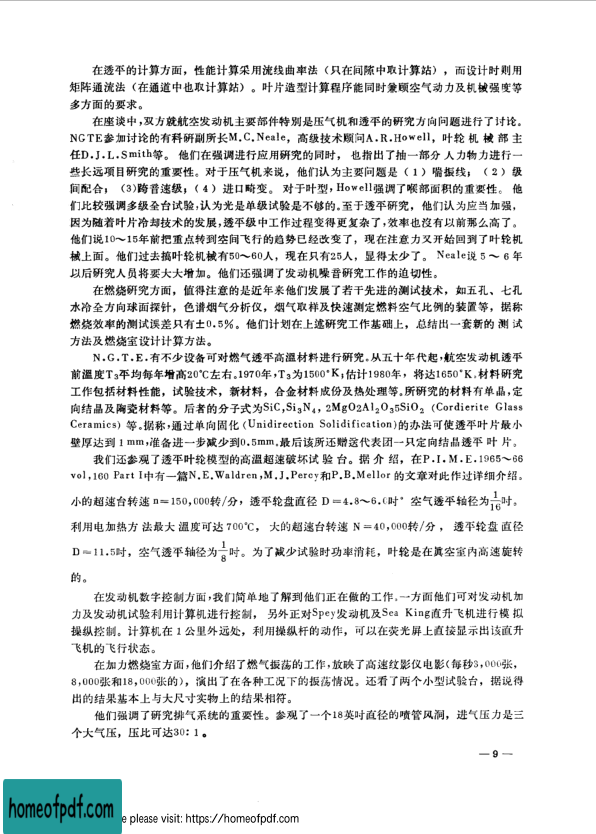 在透平的计算方面，性能计算采用流线曲率法（只在间隙中取计算站），而设计时则用
矩阵通流法（在通道中也取计算站）。叶片造型计算程序能同时兼顾空气动力及机械强度等
多方面的要求。
在座谈中，双方就航空发动机主要部件特别是压气机和透平的研究方向问题进行了讨论。
NGTE参加讨论的有科研副所长M.C.Neale，高级技术顾问A.R.Howell，叶轮机械部主
任D.J.L.Smith等。他们在强调进行应用研究的同时，也指出了抽一部分人力物力进行一
些长远项目研究的重要性。对于压气机来说，他们认为主要问题是（1）喘振线；（2）级
间配合；（3)跨音速级；（4）进口畸变。对于叶型，Howell强调了喉部面积的重要性。他
们比较强调多级全台试验，认为光是单级试验是不够的。至于透平研究，他们认为应当加强，
因为随着叶片冷却技术的发展，透平级中工作过程变得更复杂了，效率也没有以前那么高了。
他们说10～15年前把重点转到空间飞行的趋势已经改变了，现在注意力又开始回到了叶轮机
械上面。他们过去搞叶轮机械有50～60人，现在只有25人，显得太少了。Neale说5～6年
以后研究人员将要大大增加。他们还强调了发动机噪音研究工作的迫切性。
在燃烧研究方面，值得注意的是近年来他们发展了若干先进的测试技术，如五孔、七孔
水冷全方向球面探针，色谱烟气分析仪，烟气取样及快速测定燃料空气比例的装置等，据称
燃烧效率的测试误差只有±0.5%。他们计划在上述研究工作基础上，总结出一套新的测试
方法及燃烧室设计计算方法。
N.G.T.E.有不少设备可对燃气透平高温材料进行研究。从五十年代起，航空发动机透平
前温度T₃平均每年增高20°C左右。1970年，T₃为1500°K，估计1980年，将达1650°K。材料研究
工作包括材料性能，试验技术，新材料，合金材料成份及热处理等。所研究的材料有单晶，定
向结晶及陶瓷材料等。后者的分子式为SiC,Si₃N₄，2MgO2Al₂O₃5SiO₂（Cordierite Glass
Ceramics）等。据称，通过单向固化（Unidirection Solidification)的办法可使透平叶片最小
壁厚达到1mm，准备进一步减少到0.5mm。最后该所还赠送代表团一只定向结晶透平叶片。
我们还参观了透平叶轮模型的高温超速破坏试验台。据介绍，在P.I.M.E.1965～66
vol,160 Part I中有一篇N.E.Waldren,M.J.Percy和P.B.Mellor的文章对此作过详细介绍。
小的超速台转速n=150,000转/分，透平轮盘直径D=4.8～6.0吋。空气透平轴径为1/16吋。
利用电加热方法最大温度可达700°C，大的超速台转速N=40,000转/分，透平轮盘直径
D=11.5吋，空气透平轴径为1/8吋。为了减少试验时功率消耗，叶轮是在真空室内高速旋转
的。
在发动机数字控制方面，我们简单地了解到他们正在做的工作。一方面他们可对发动机加
力及发动机试验利用计算机进行控制，另外正对Spey发动机及Sea King直升飞机进行模拟
操纵控制。计算机在1公里外远处，利用操纵杆的动作，可以在荧光屏上直接显示出该直升
飞机的飞行状态。
在加力燃烧室方面，他们介绍了燃气振荡的工作，放映了高速纹影仪电影(每秒3,000张，
8,000张和18,000张的)，演出了在各种工况下的振荡情况。还看了两个小型试验台，据说得
出的结果基本上与大尺寸实物上的结果相符。
他们强调了研究排气系统的重要性。参观了一个18英吋直径的喷管风洞，进气压力是三
个大气压，压比可达30：1。
—9—
homeofpdf.com
e please visit: https://homeofpdf.com